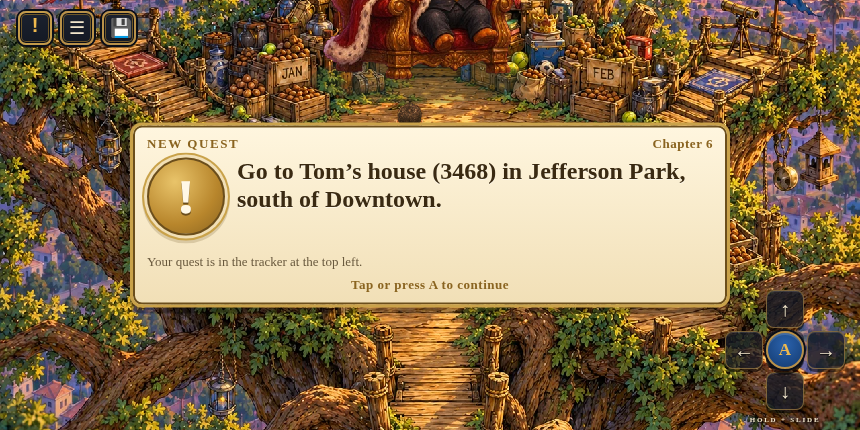 !
☰
JAN
FEB
NEW QUEST
Chapter 6
!
Go to Tom’s house (3468) in Jefferson Park,
south of Downtown.
Your quest is in the tracker at the top left.
Tap or press A to continue
↑
← A →
↓
HOLD + SLIDE